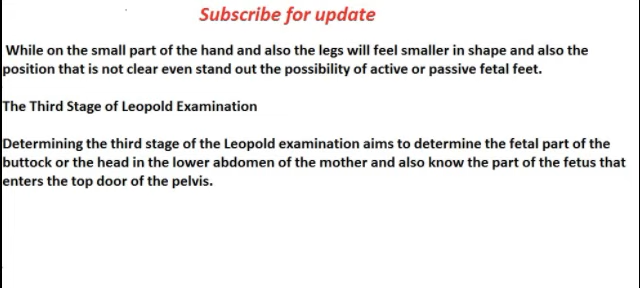 Subscribe for update
While on the small part of the hand and also the legs will feel smaller in shape and also the
position that is not clear even stand out the possibility of active or passive fetal feet.
The Third Stage of Leopold Examination
Determining the third stage of the Leopold examination aims to determine the fetal part of the
buttock or the head in the lower abdomen of the mother and also know the part of the fetus that
enters the top door of the pelvis.